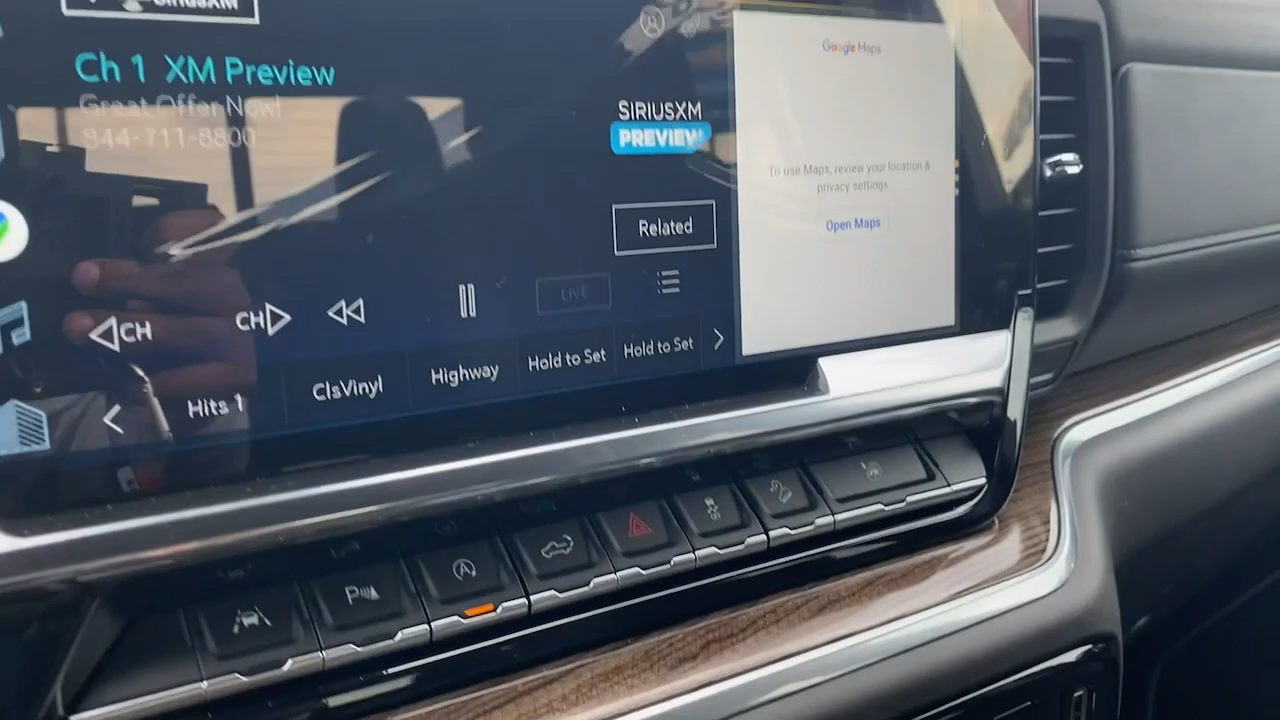 SiriusXM
Ch 1 XM Preview
Great Offer Now!
844-711-8800
SIRIUSXM
PREVIEW
Related
CH
CH
LIVE
Hits 1
ClsVinyl
Highway
Hold to Set
Hold to Set
Google Maps
To use Maps, review your location &
privacy settings
Open Maps
P
A